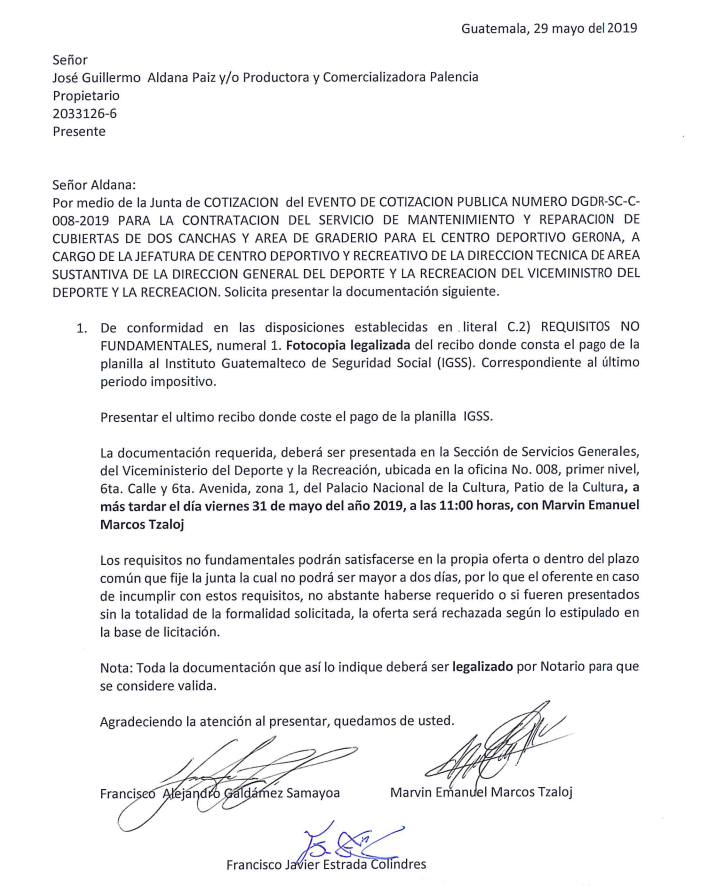 Guatemala, 29 mayo del 2019
Señor
José Guillermo Aldana Paiz y/o Productora y Comercializadora Palencia
Propietario
2033126-6
Presente
Señor Aldana:
Por medio de la Junta de COTIZACION del EVENTO DE COTIZACION PUBLICA NUMERO DGDR-SC-C-
008-2019 PARA LA CONTRATACION DEL SERVICIO DE MANTENIMIENTO Y REPARACION DE
CUBIERTAS DE DOS CANCHAS Y AREA DE GRADERIO PARA EL CENTRO DEPORTIVO GERONA, A
CARGO DE LA JEFATURA DE CENTRO DEPORTIVO Y RECREATIVO DE LA DIRECCION TECNICA DE AREA
SUSTANTIVA DE LA DIRECCION GENERAL DEL DEPORTE Y LA RECREACION DEL VICEMINISTRO DEL
DEPORTE Y LA RECREACION. Solicita presentar la documentación siguiente.
1. De conformidad en las disposiciones establecidas en literal C.2) REQUISITOS NO
FUNDAMENTALES, numeral 1. Fotocopia legalizada del recibo donde consta el pago de la
planilla al Instituto Guatemalteco de Seguridad Social (IGSS). Correspondiente al último
periodo impositivo.
Presentar el ultimo recibo donde coste el pago de la planilla IGSS.
La documentación requerida, deberá ser presentada en la Sección de Servicios Generales,
del Viceministerio del Deporte y la Recreación, ubicada en la oficina No. 008, primer nivel,
6ta. Calle y 6ta. Avenida, zona 1, del Palacio Nacional de la Cultura, Patio de la Cultura, a
más tardar el día viernes 31 de mayo del año 2019, a las 11:00 horas, con Marvin Emanuel
Marcos Tzaloj
Los requisitos no fundamentales podrán satisfacerse en la propia oferta o dentro del plazo
común que fije la junta la cual no podrá ser mayor a dos días, por lo que el oferente en caso
de incumplir con estos requisitos, no abstante haberse requerido o si fueren presentados
sin la totalidad de la formalidad solicitada, la oferta será rechazada según lo estipulado en
la base de licitación.
Nota: Toda la documentación que así lo indique deberá ser legalizado por Notario para que
se considere valida.
Agradeciendo la atención al presentar, quedamos de usted.
Francisco Alejandro Galdámez Samayoa
Marvin Emanuel Marcos Tzaloj
Francisco Javier Estrada Colindres